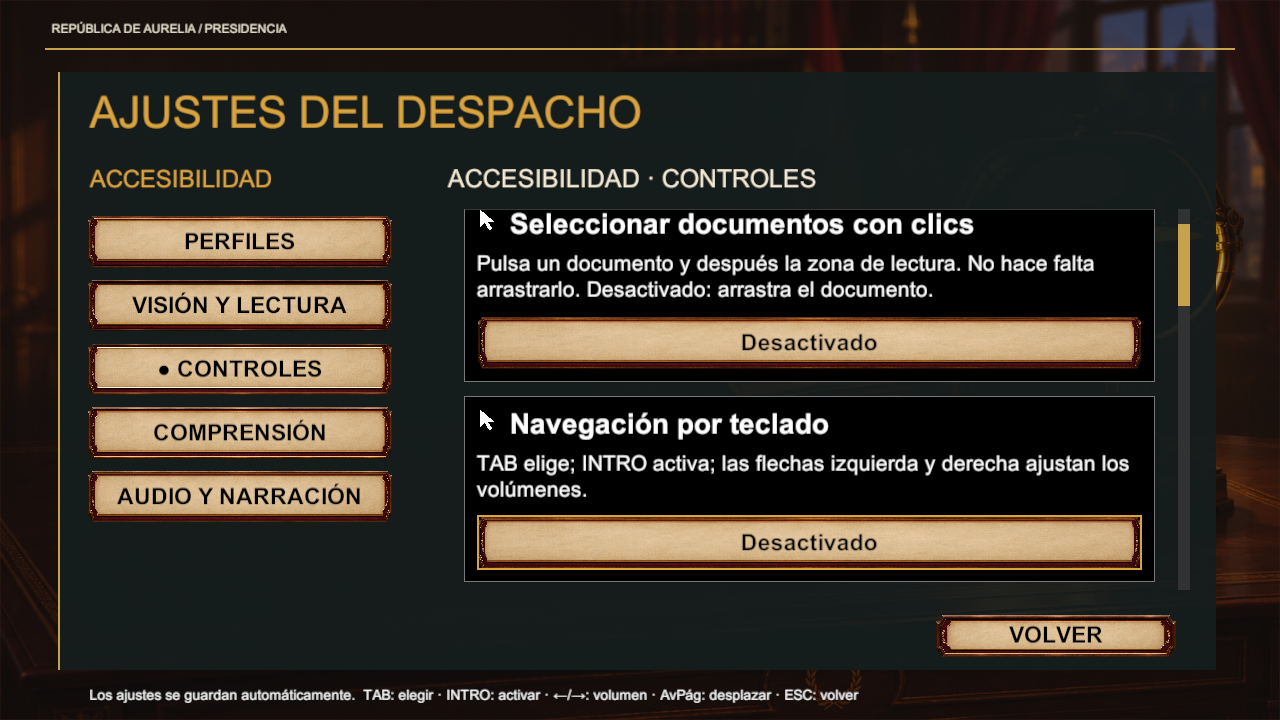 REPÚBLICA DE AURELIA / PRESIDENCIA
AJUSTES DEL DESPACHO
ACCESIBILIDAD
PERFILES
VISIÓN Y LECTURA
● CONTROLES
COMPRENSIÓN
AUDIO Y NARRACIÓN
ACCESIBILIDAD · CONTROLES
Seleccionar documentos con clics
Pulsa un documento y después la zona de lectura. No hace falta
arrastrarlo. Desactivado: arrastra el documento.
Desactivado
Navegación por teclado
TAB elige; INTRO activa; las flechas izquierda y derecha ajustan los
volúmenes.
Desactivado
VOLVER
Los ajustes se guardan automáticamente.  TAB: elegir · INTRO: activar · ←/→: volumen · AvPág: desplazar · ESC: volver